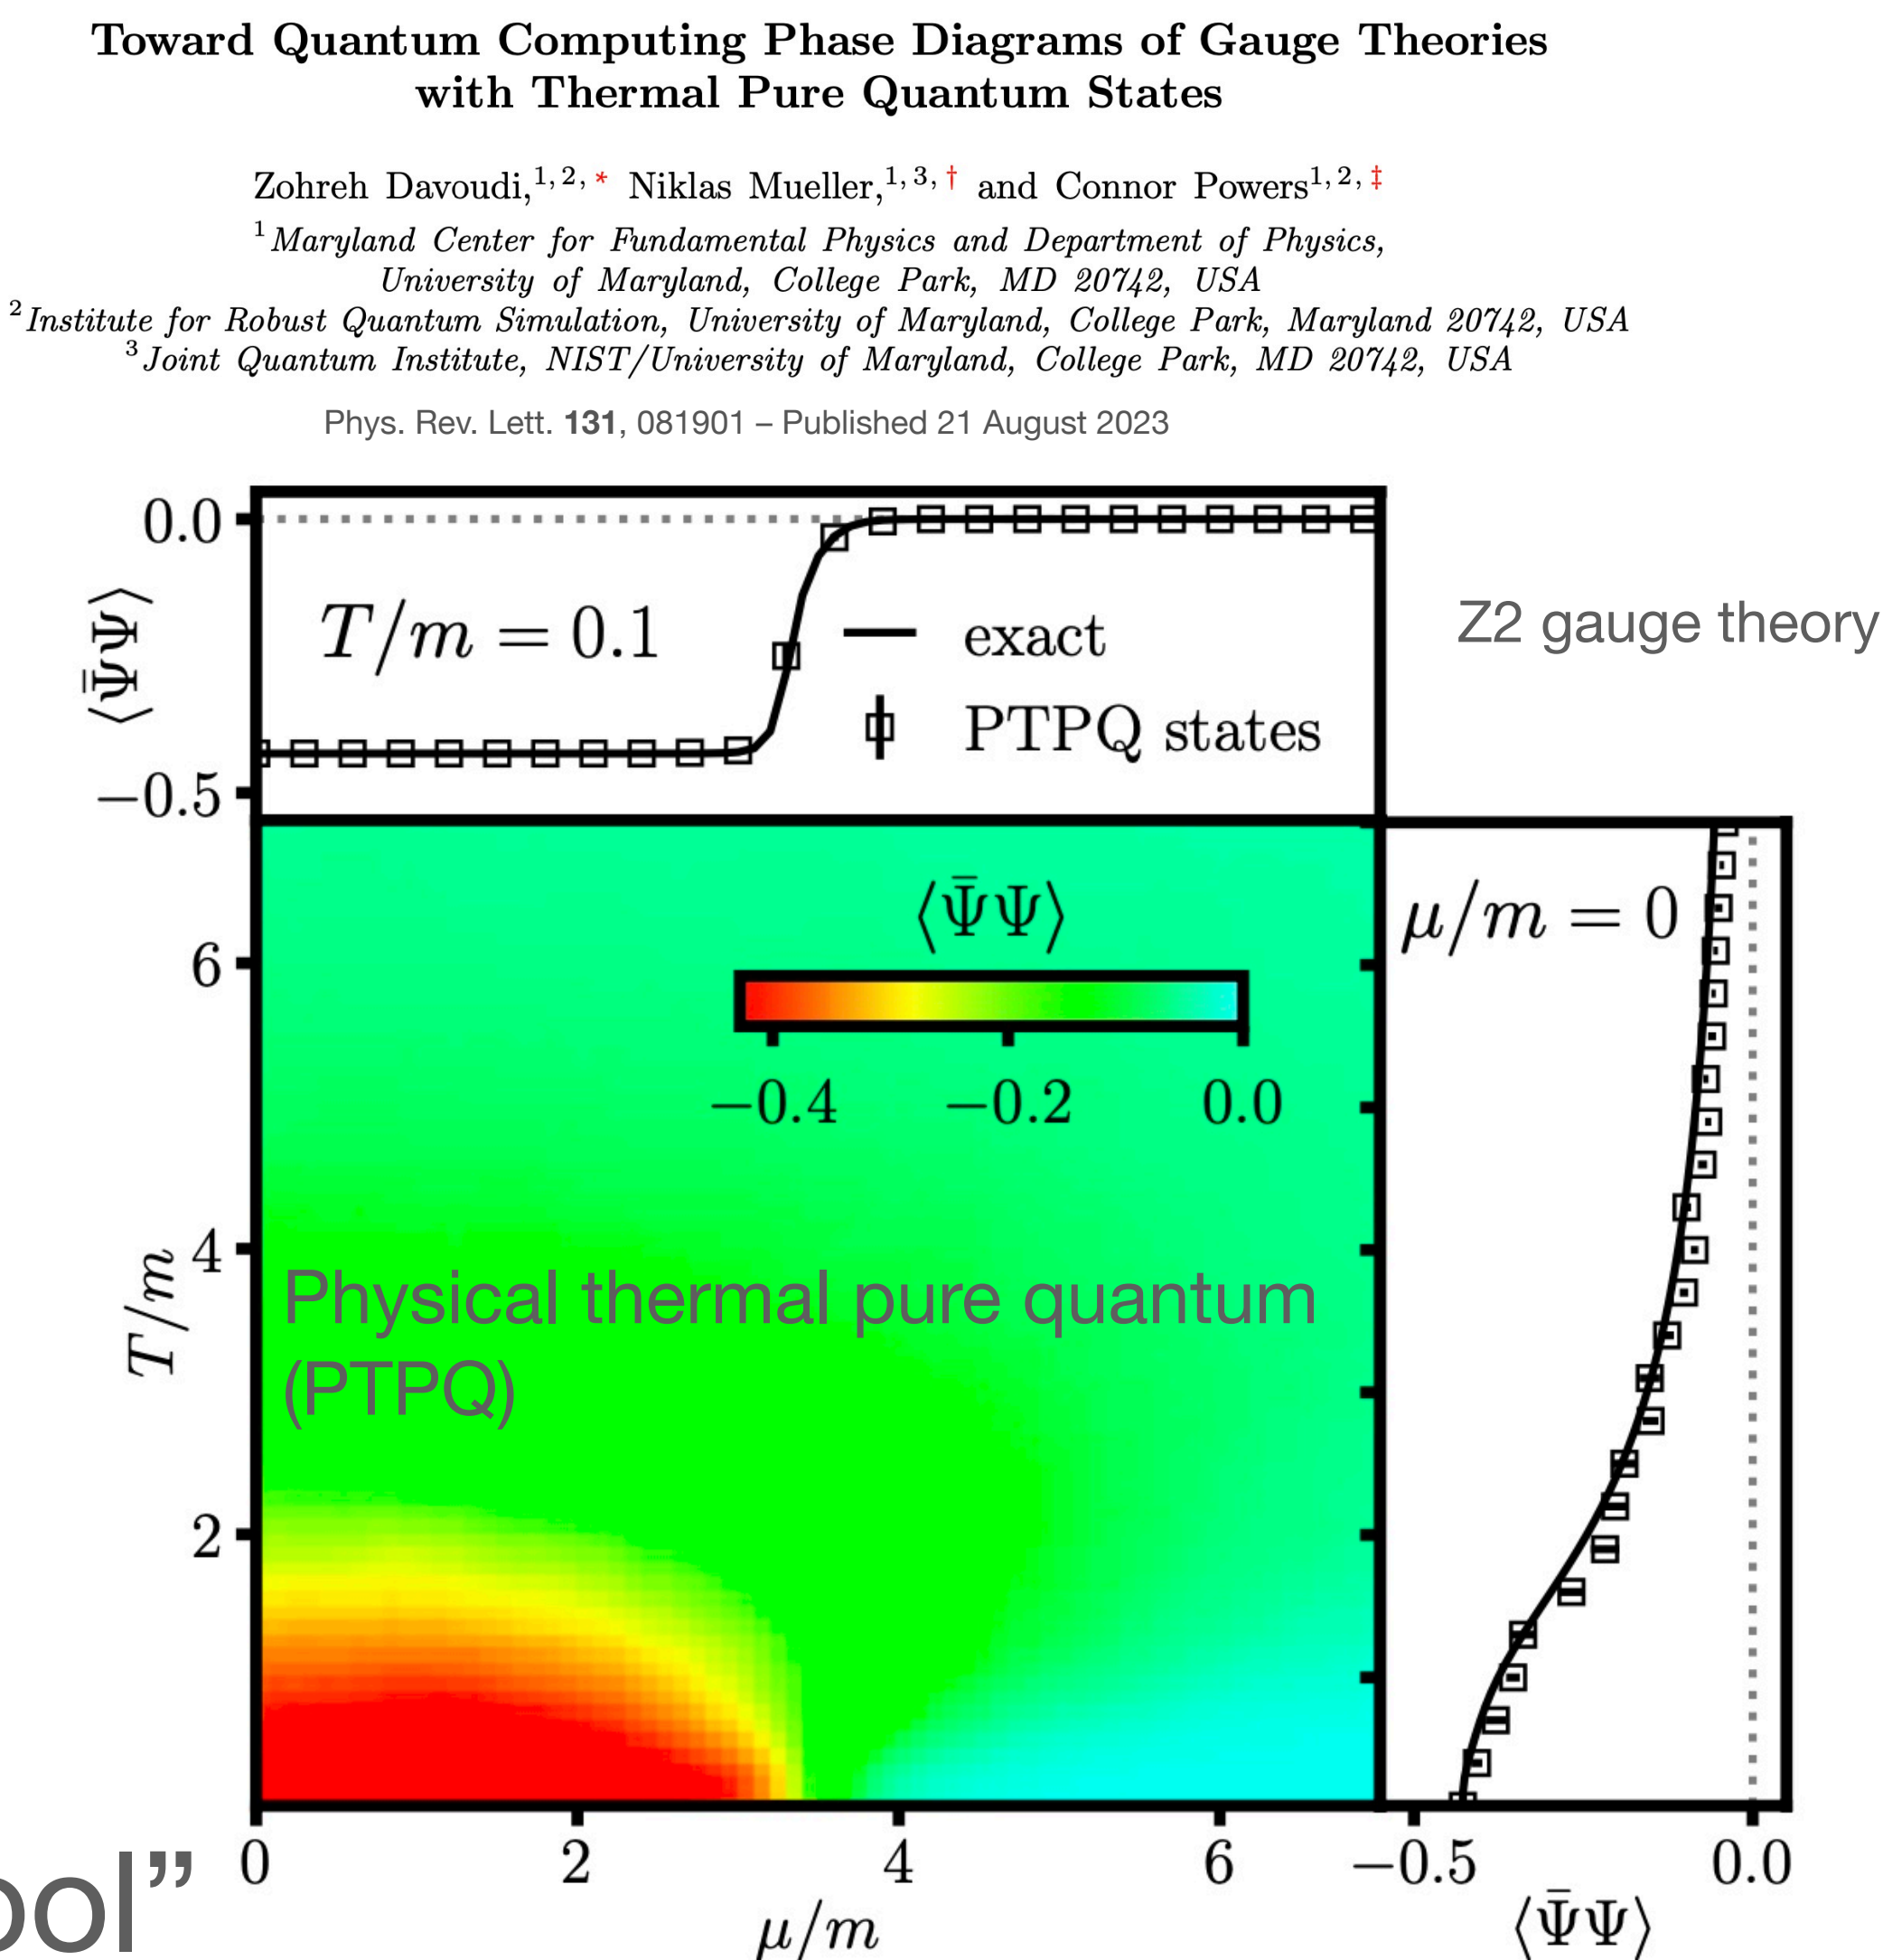 Toward Quantum Computing Phase Diagrams of Gauge Theories
with Thermal Pure Quantum States
Zohreh Davoudi,¹,²,* Niklas Mueller,¹,³,† and Connor Powers¹,²,‡
¹Maryland Center for Fundamental Physics and Department of Physics,
University of Maryland, College Park, MD 20742, USA
²Institute for Robust Quantum Simulation, University of Maryland, College Park, Maryland 20742, USA
³Joint Quantum Institute, NIST/University of Maryland, College Park, MD 20742, USA
Phys. Rev. Lett. 131, 081901 – Published 21 August 2023
0.0
−0.5
⟨Ψ̄Ψ⟩
T/m = 0.1
exact
PTPQ states
Z2 gauge theory
⟨Ψ̄Ψ⟩
−0.4 −0.2 0.0
μ/m = 0
6
4
2
T/m
Physical thermal pure quantum
(PTPQ)
0 2 4 6
μ/m
−0.5 0.0
⟨Ψ̄Ψ⟩
ool”